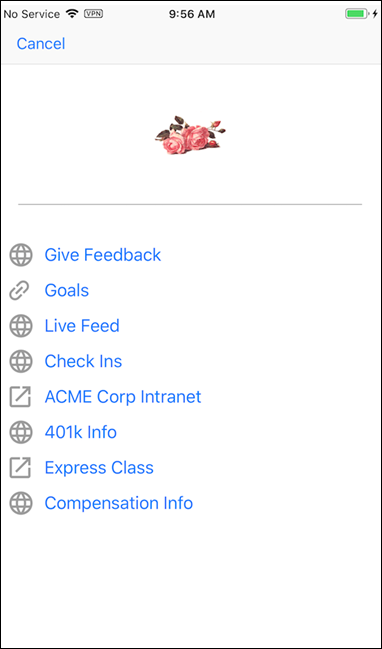 No Service VPN 9:56 AM
Cancel
Give Feedback
Goals
Live Feed
Check Ins
ACME Corp Intranet
401k Info
Express Class
Compensation Info